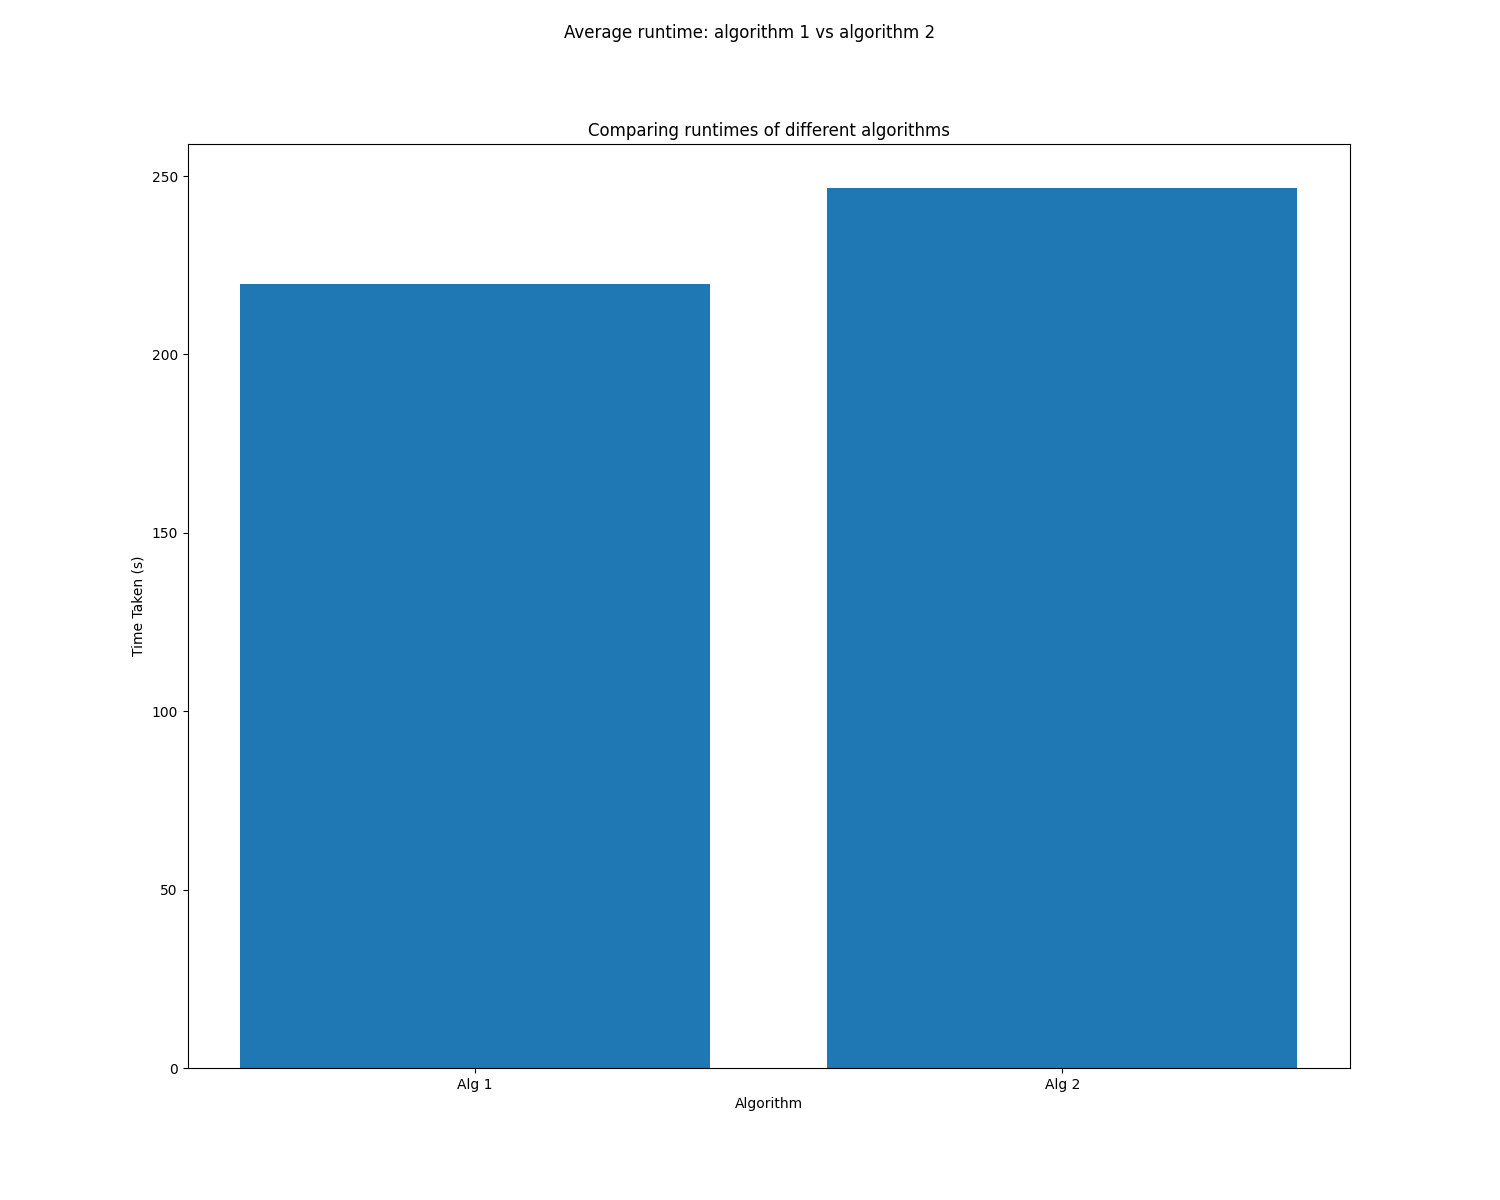 Average runtime: algorithm 1 vs algorithm 2
Comparing runtimes of different algorithms
250
200
150
100
50
0
Time Taken (s)
Alg 1
Alg 2
Algorithm